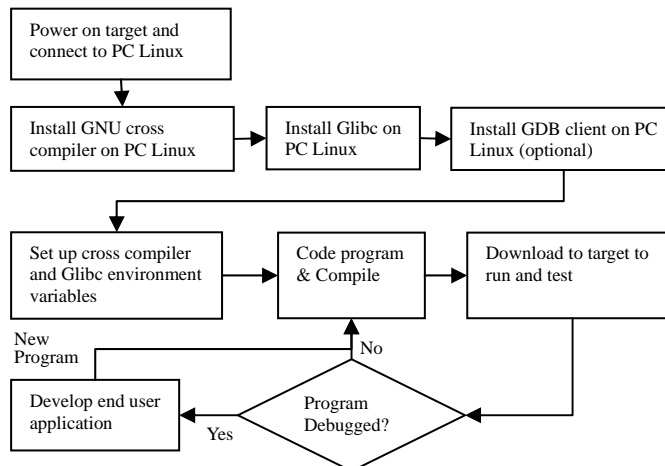 Power on target and
connect to PC Linux
Install GNU cross
compiler on PC Linux
Install Glibc on
PC Linux
Install GDB client on PC
Linux (optional)
Set up cross compiler
and Glibc environment
variables
Code program
& Compile
Download to target to
run and test
New
Program
No
Develop end user
application
Yes
Program
Debugged?